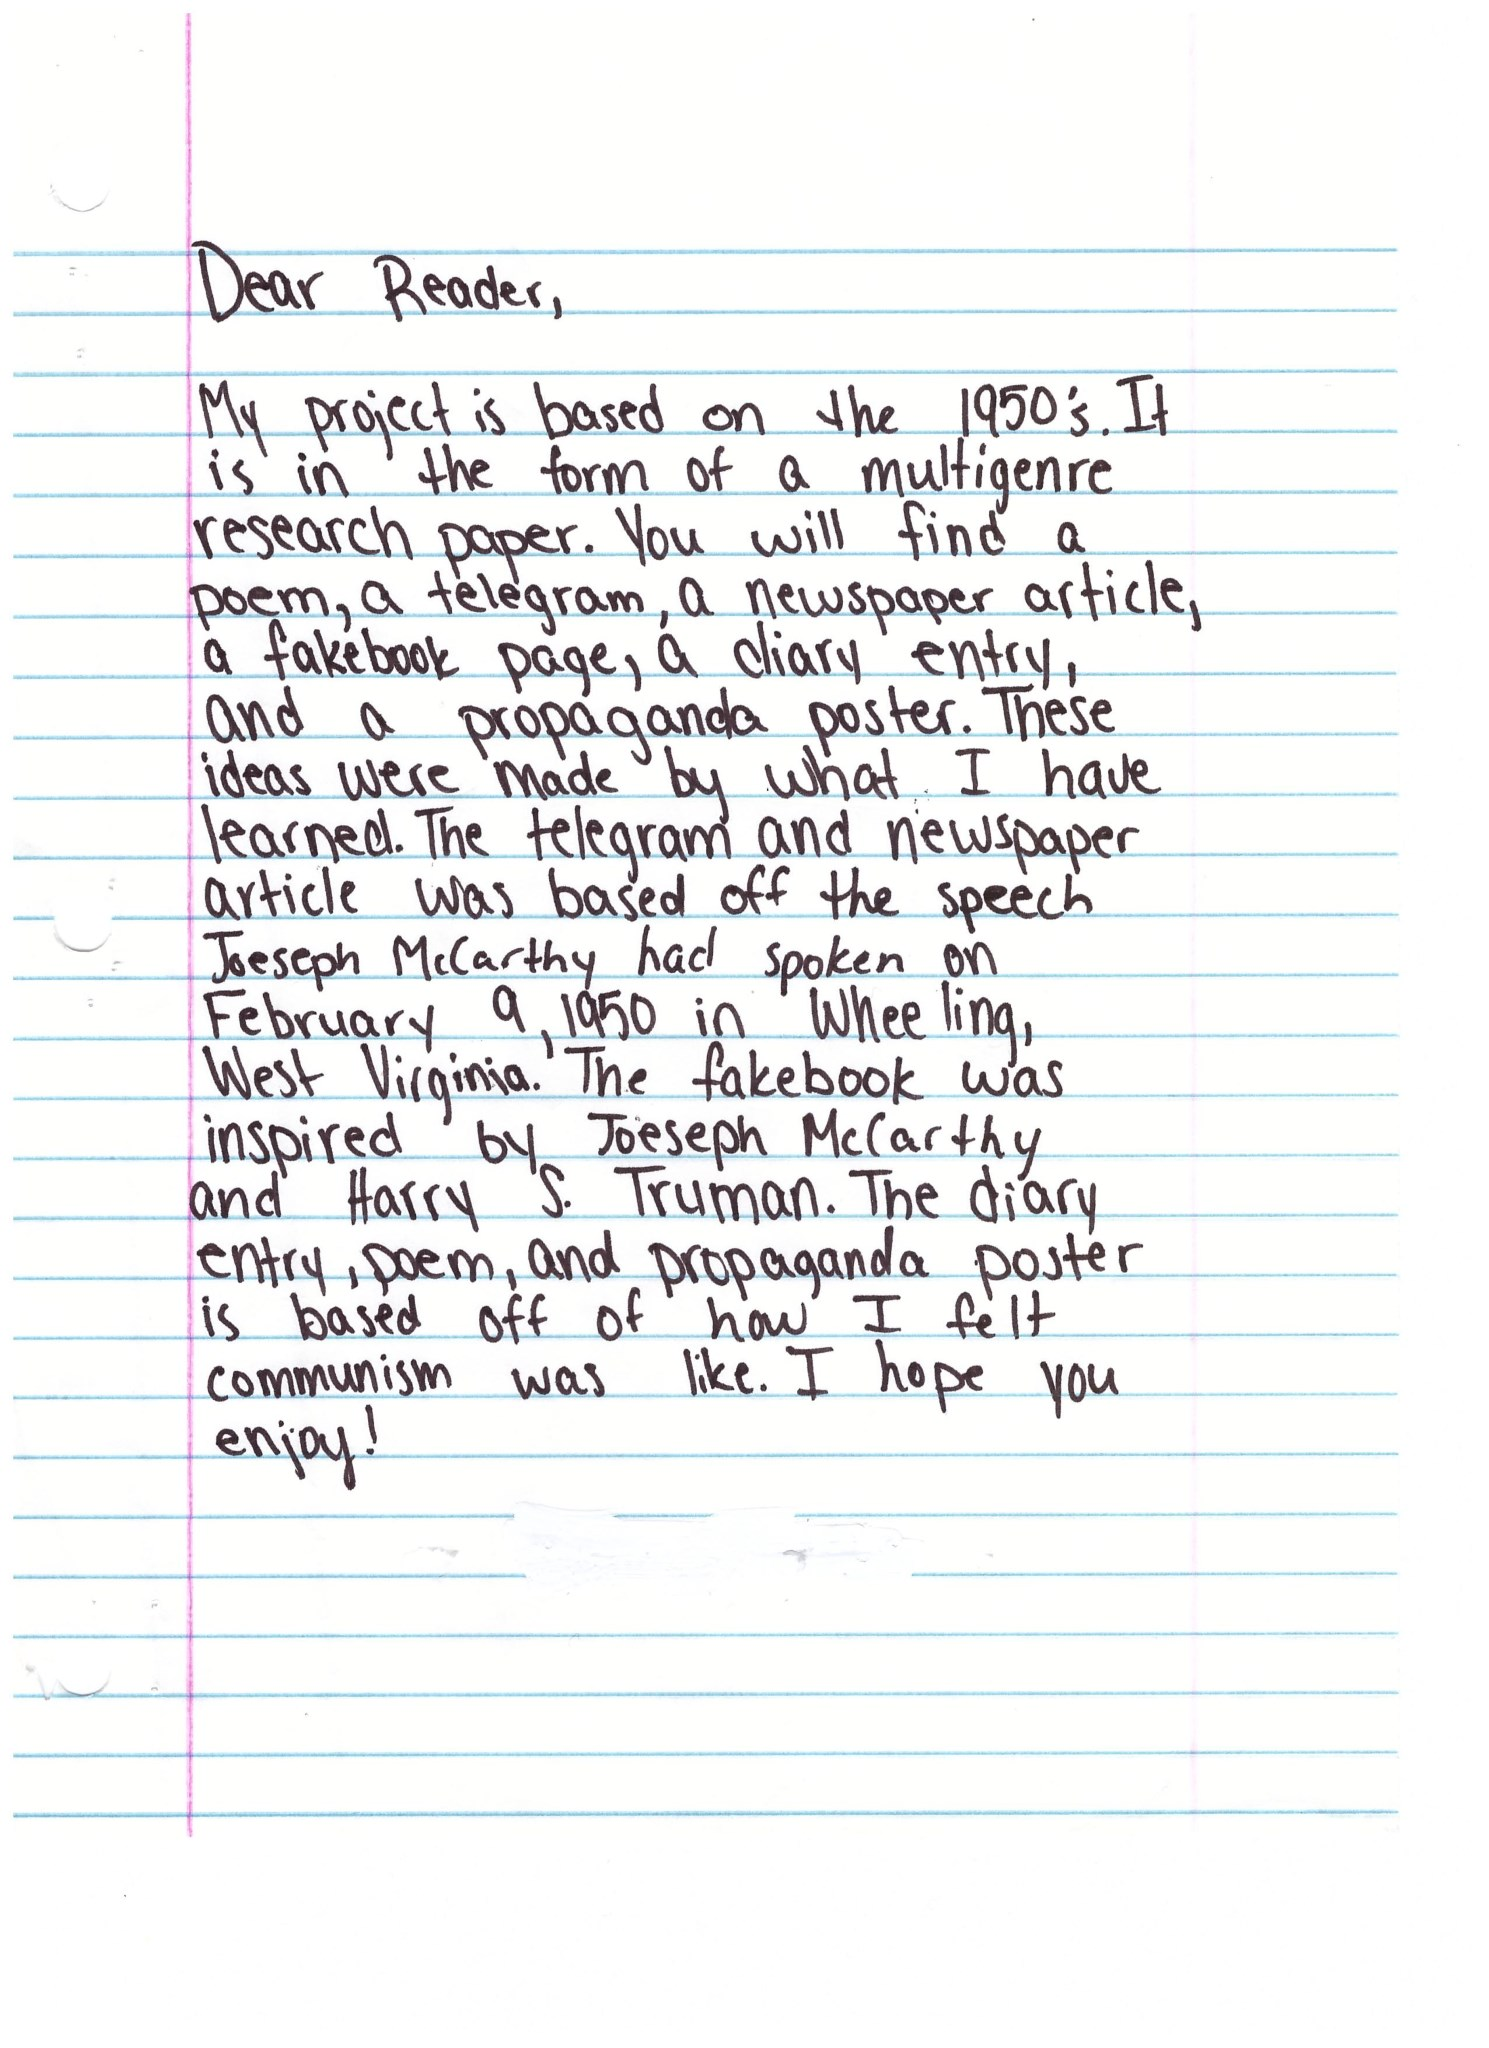 Dear Reader,
My project is based on the 1950's. It
is in the form of a multigenre
research paper. You will find a
poem, a telegram, a newspaper article,
a fakebook page, a diary entry,
and a propaganda poster. These
ideas were made by what I have
learned. The telegram and newspaper
article was based off the speech
Joeseph McCarthy had spoken on
February 9, 1950 in Wheeling,
West Virginia. The fakebook was
inspired by Joeseph McCarthy
and Harry S. Truman. The diary
entry, poem, and propaganda poster
is based off of how I felt
communism was like. I hope you
enjoy!